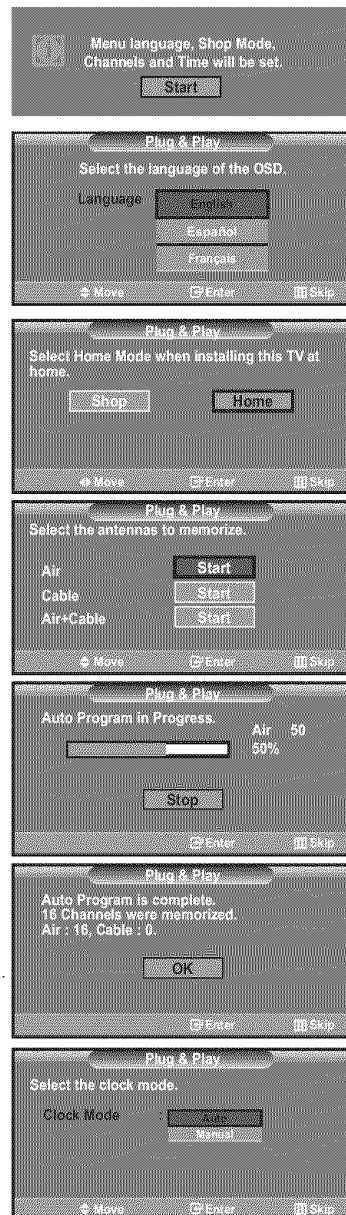 Menu language, Shop Mode,
Channels and Time will be set.
Start
Plug & Play
Select the language of the OSD.
Language English
Español
Français
Move Enter Skip
Plug & Play
Select Home Mode when installing this TV at
home.
Shop Home
Move Enter Skip
Plug & Play
Select the antennas to memorize.
Air Start
Cable Start
Air+Cable Start
Move Enter Skip
Plug & Play
Auto Program in Progress.
Air 50
50%
Stop
Enter Skip
Plug & Play
Auto Program is complete.
16 Channels were memorized.
Air : 16, Cable : 0.
OK
Enter Skip
Plug & Play
Select the clock mode.
Clock Mode : Auto
Manual
Move Enter Skip